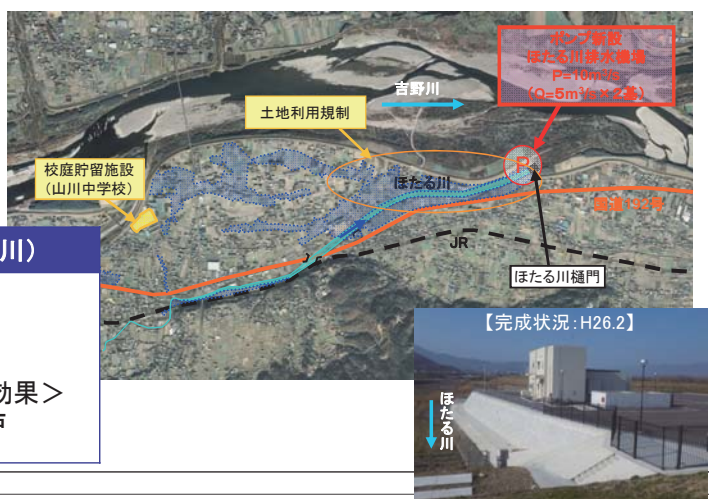 ポンプ新設
ほたる川排水機場
P=10m³/s
(Q=5m³/s×2基)
吉野川
土地利用規制
校庭貯留施設
(山川中学校)
ほたる川
P
国道192号
JR
ほたる川樋門
川)
効果>
【完成状況:H26.2】
ほたる川